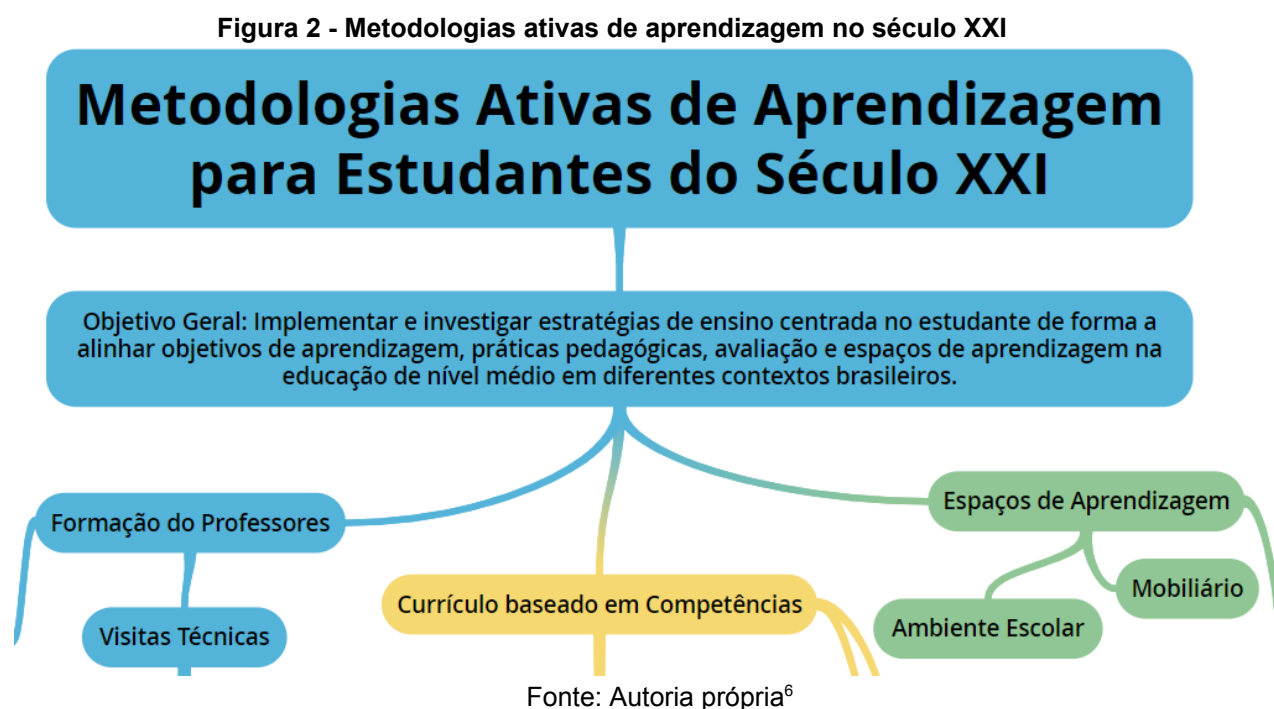 Figura 2 - Metodologias ativas de aprendizagem no século XXI
Metodologias Ativas de Aprendizagem
para Estudantes do Século XXI
Objetivo Geral: Implementar e investigar estratégias de ensino centrada no estudante de forma a
alinhar objetivos de aprendizagem, práticas pedagógicas, avaliação e espaços de aprendizagem na
educação de nível médio em diferentes contextos brasileiros.
Formação do Professores
Espaços de Aprendizagem
Visitas Técnicas
Currículo baseado em Competências
Mobiliário
Ambiente Escolar
Fonte: Autoria própria⁶